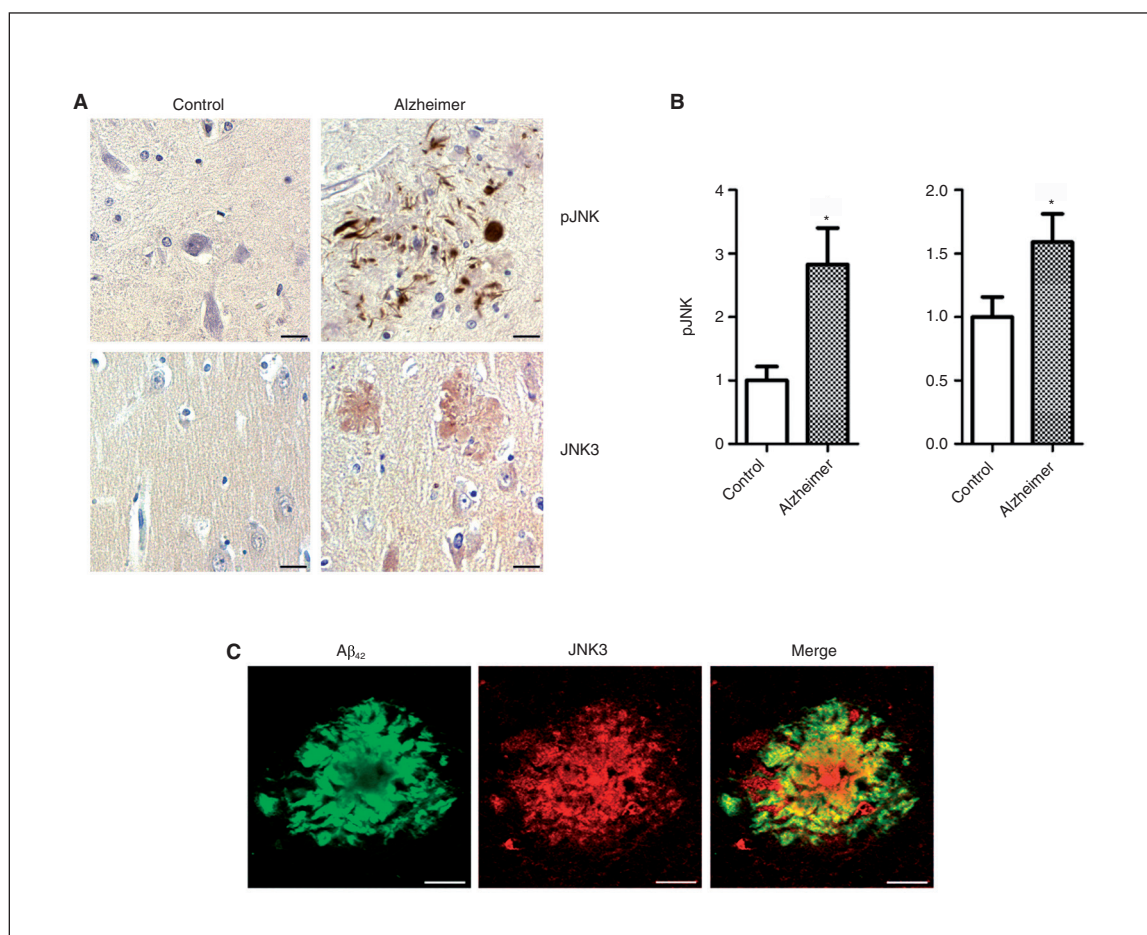 A
Control
Alzheimer
pJNK
JNK3
B
pJNK
4
3
2
1
0
*
Control
Alzheimer
2.0
1.5
1.0
0.5
0.0
*
Control
Alzheimer
C
Aβ₄₂
JNK3
Merge